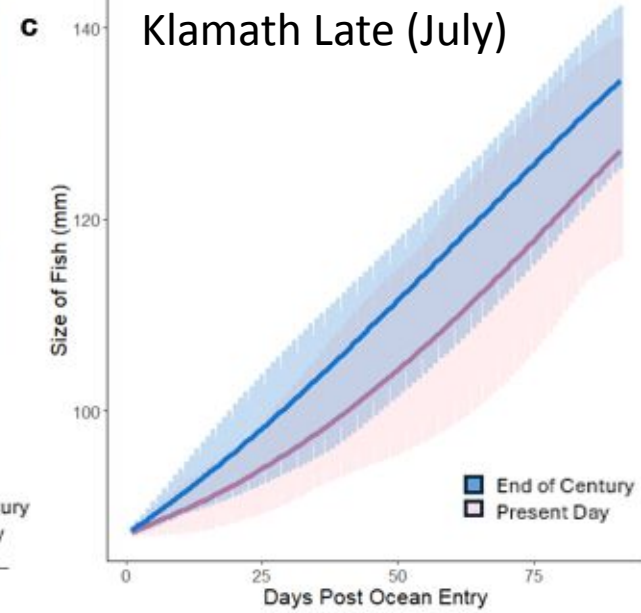 c
Klamath Late (July)
140
120
100
Size of Fish (mm)
End of Century
Present Day
0 25 50 75
Days Post Ocean Entry